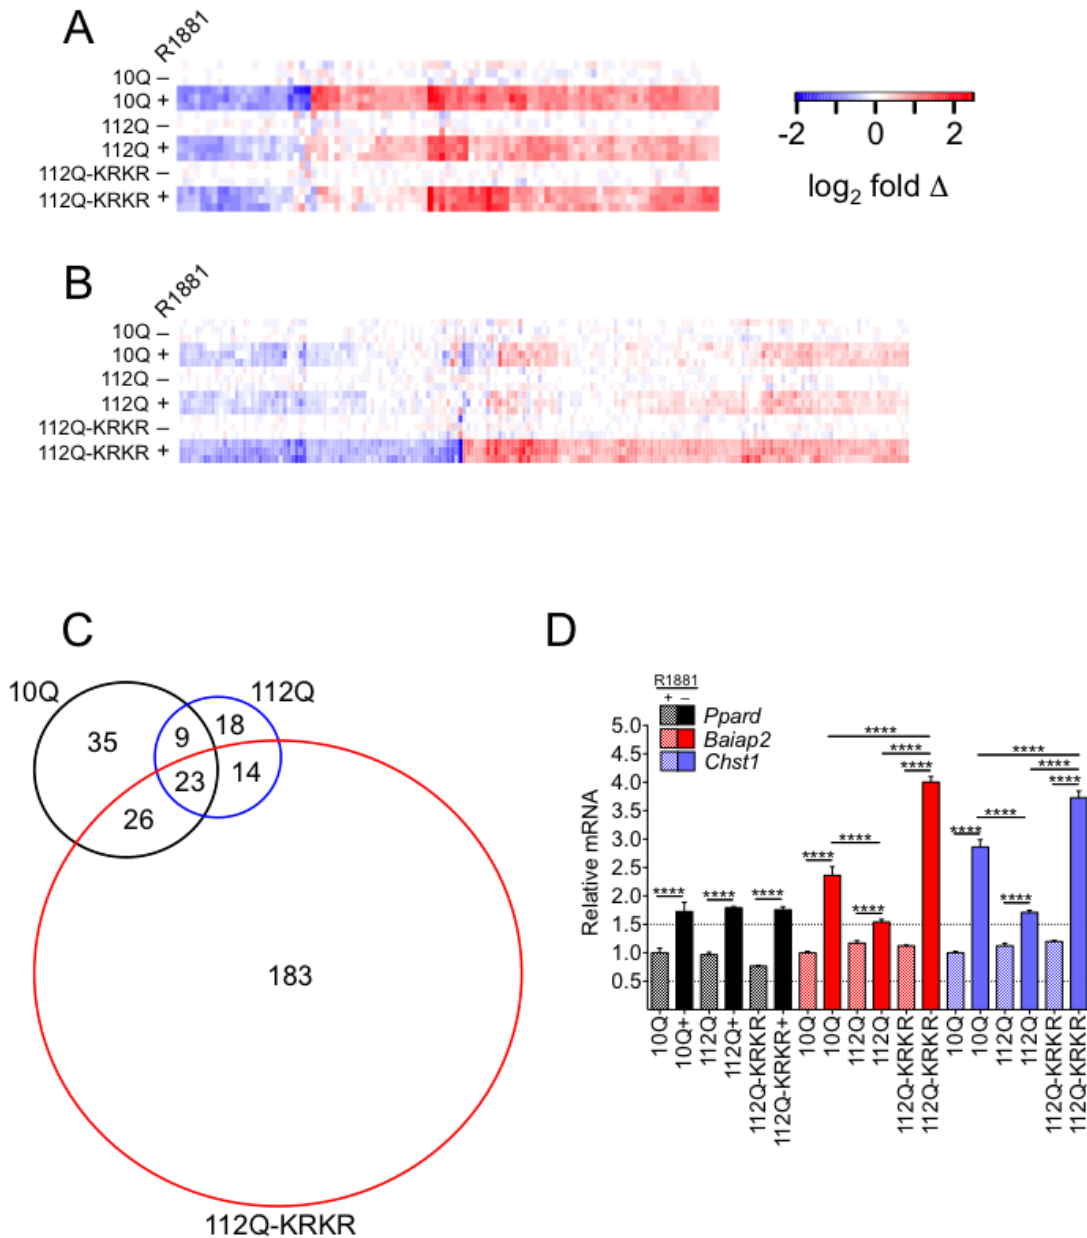 A
R1881
10Q –
10Q +
112Q –
112Q +
112Q-KRKR –
112Q-KRKR +
-2 0 2
log2 fold Δ
B
R1881
10Q –
10Q +
112Q –
112Q +
112Q-KRKR –
112Q-KRKR +
C
10Q
112Q
35
9
18
23
14
26
183
112Q-KRKR
D
R1881
+ –
Ppard
Baiap2
Chst1
Relative mRNA
5.0
4.5
4.0
3.5
3.0
2.5
2.0
1.5
1.0
0.5
**** **** ****
**** **** **** **** **** ****
**** **** **** **** **** ****
10Q
10Q+
112Q
112Q+
112Q-KRKR
112Q-KRKR+
10Q
10Q
112Q
112Q
112Q-KRKR
112Q-KRKR
10Q
10Q
112Q
112Q
112Q-KRKR
112Q-KRKR